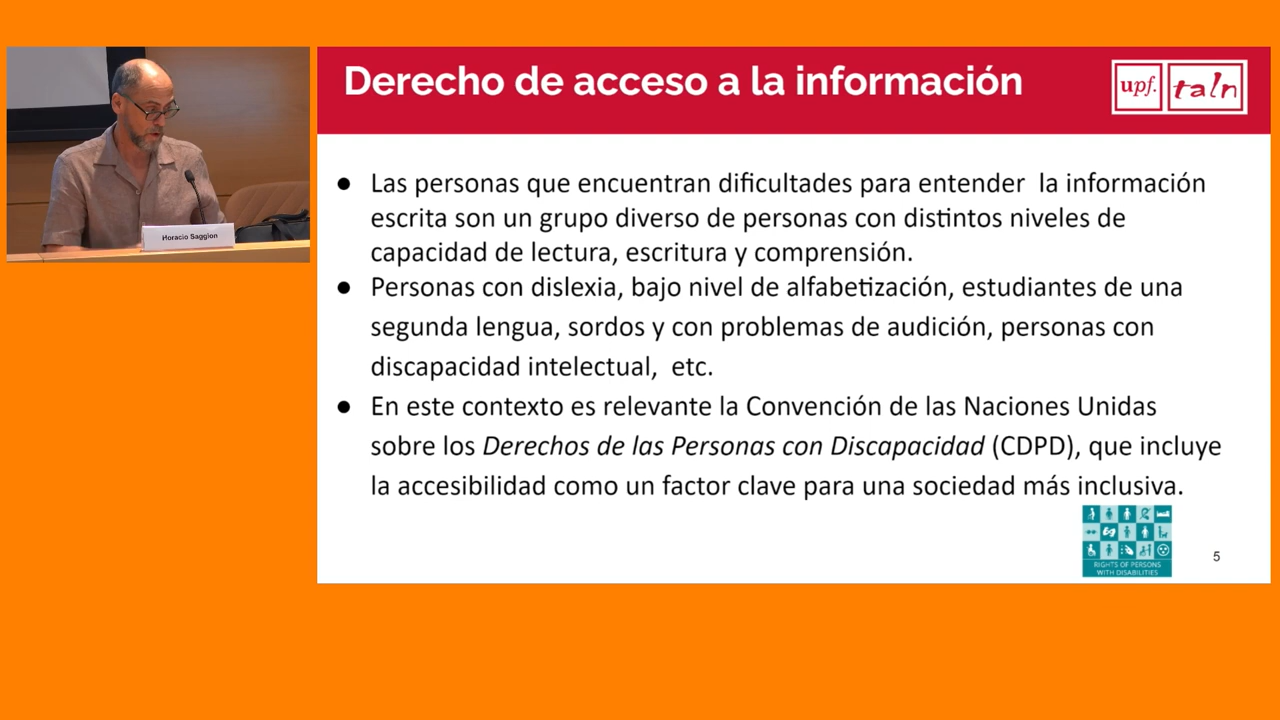 Derecho de acceso a la información
upf. taln
● Las personas que encuentran dificultades para entender la información
escrita son un grupo diverso de personas con distintos niveles de
capacidad de lectura, escritura y comprensión.
● Personas con dislexia, bajo nivel de alfabetización, estudiantes de una
segunda lengua, sordos y con problemas de audición, personas con
discapacidad intelectual, etc.
● En este contexto es relevante la Convención de las Naciones Unidas
sobre los Derechos de las Personas con Discapacidad (CDPD), que incluye
la accesibilidad como un factor clave para una sociedad más inclusiva.
Horacio Saggion
RIGHTS OF PERSONS
WITH DISABILITIES
5